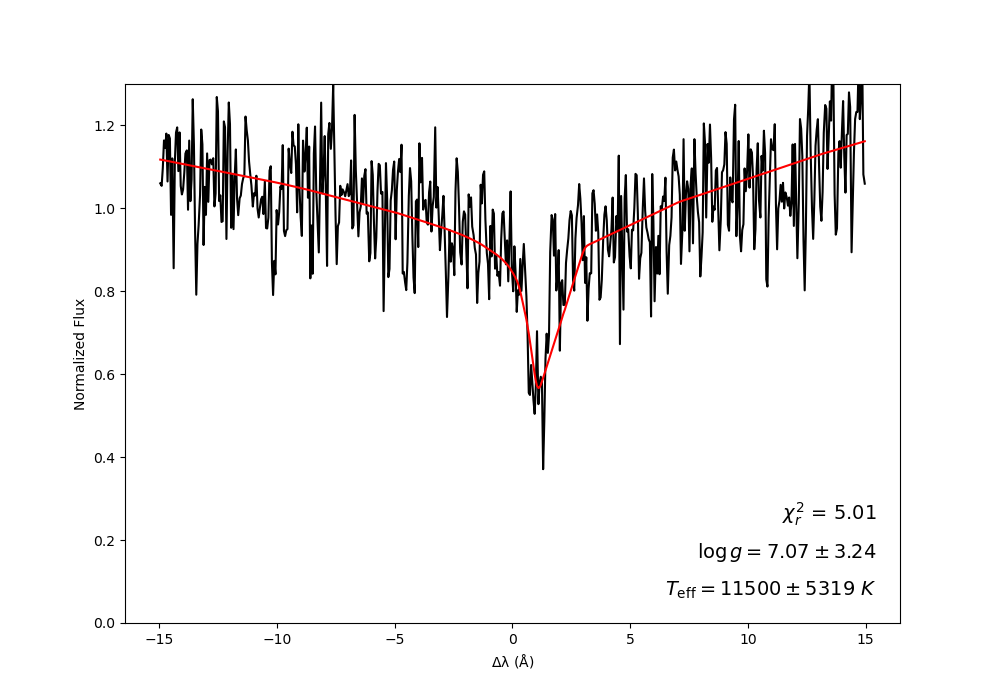 1.2
1.0
0.8
0.6
0.4
0.2
0.0
Normalized Flux
χ²ᵣ = 5.01
log g = 7.07 ± 3.24
T_eff = 11500 ± 5319 K
−15 −10 −5 0 5 10 15
Δλ (Å)